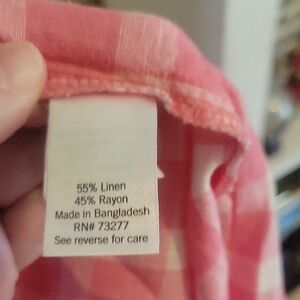 55% Linen
45% Rayon
Made in Bangladesh
RN# 73277
See reverse for care